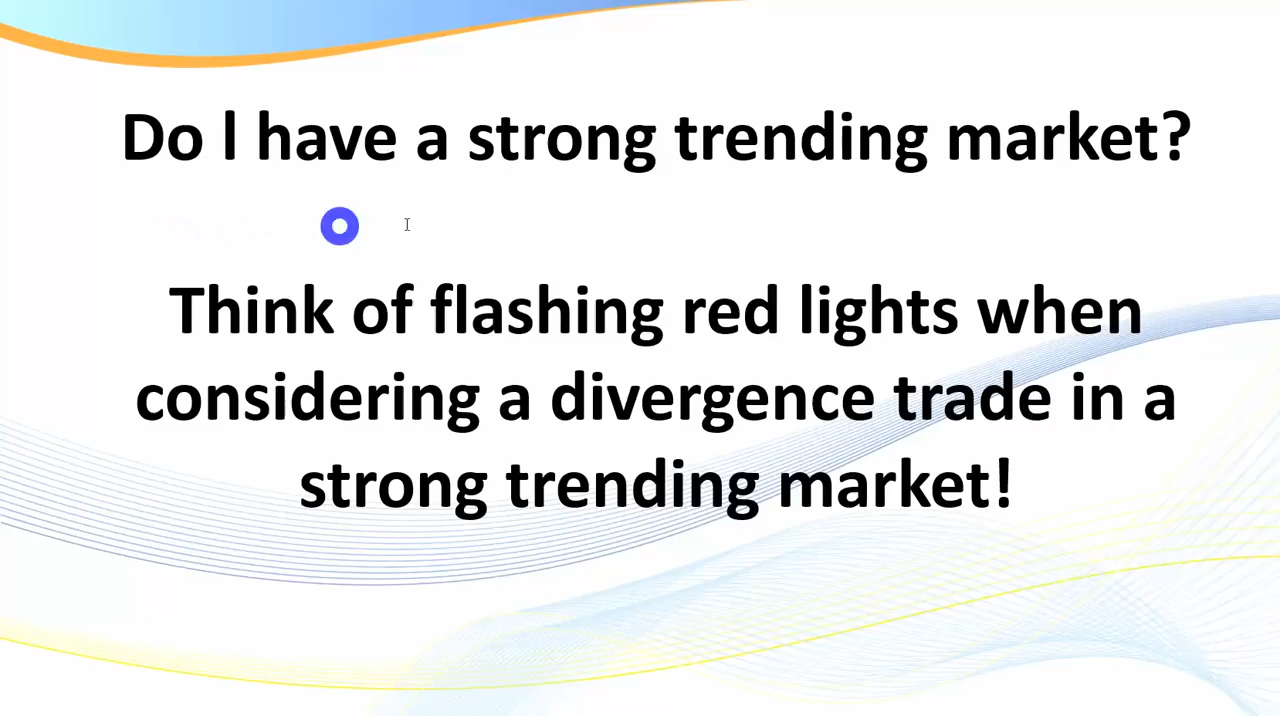 Do I have a strong trending market?
Think of flashing red lights when
considering a divergence trade in a
strong trending market!